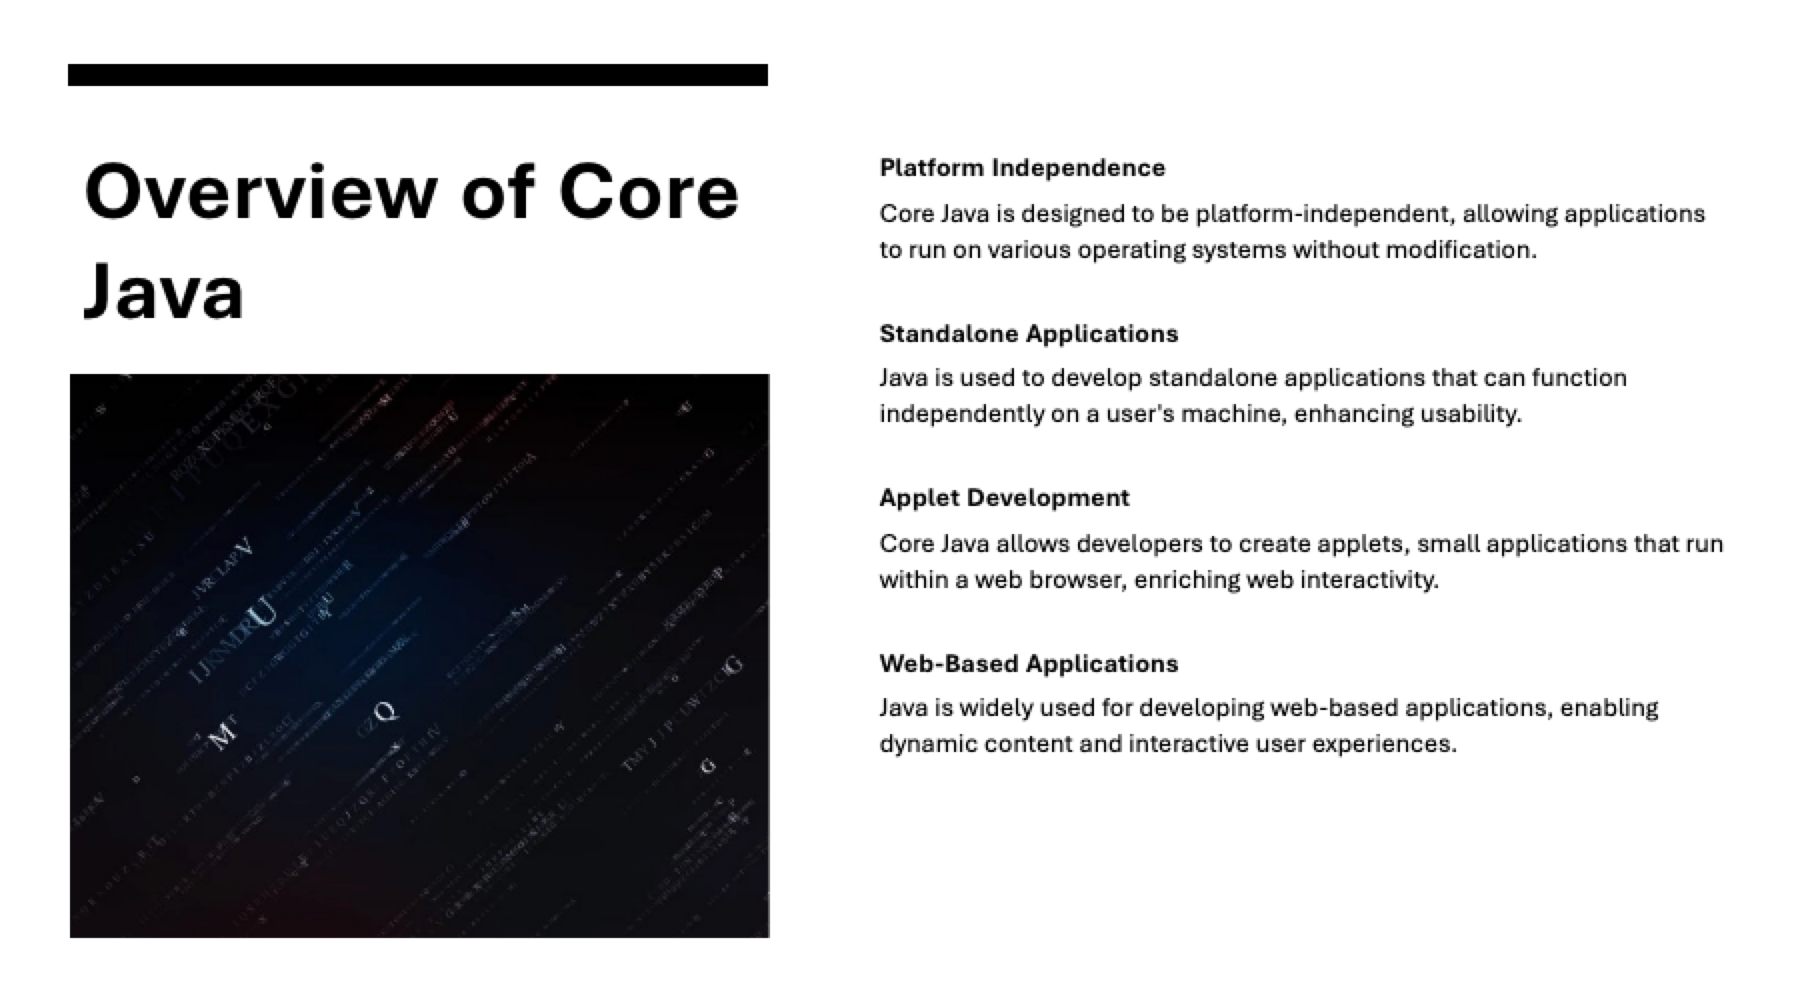 Overview of Core
Java
Platform Independence
Core Java is designed to be platform-independent, allowing applications
to run on various operating systems without modification.
Standalone Applications
Java is used to develop standalone applications that can function
independently on a user's machine, enhancing usability.
Applet Development
Core Java allows developers to create applets, small applications that run
within a web browser, enriching web interactivity.
Web-Based Applications
Java is widely used for developing web-based applications, enabling
dynamic content and interactive user experiences.